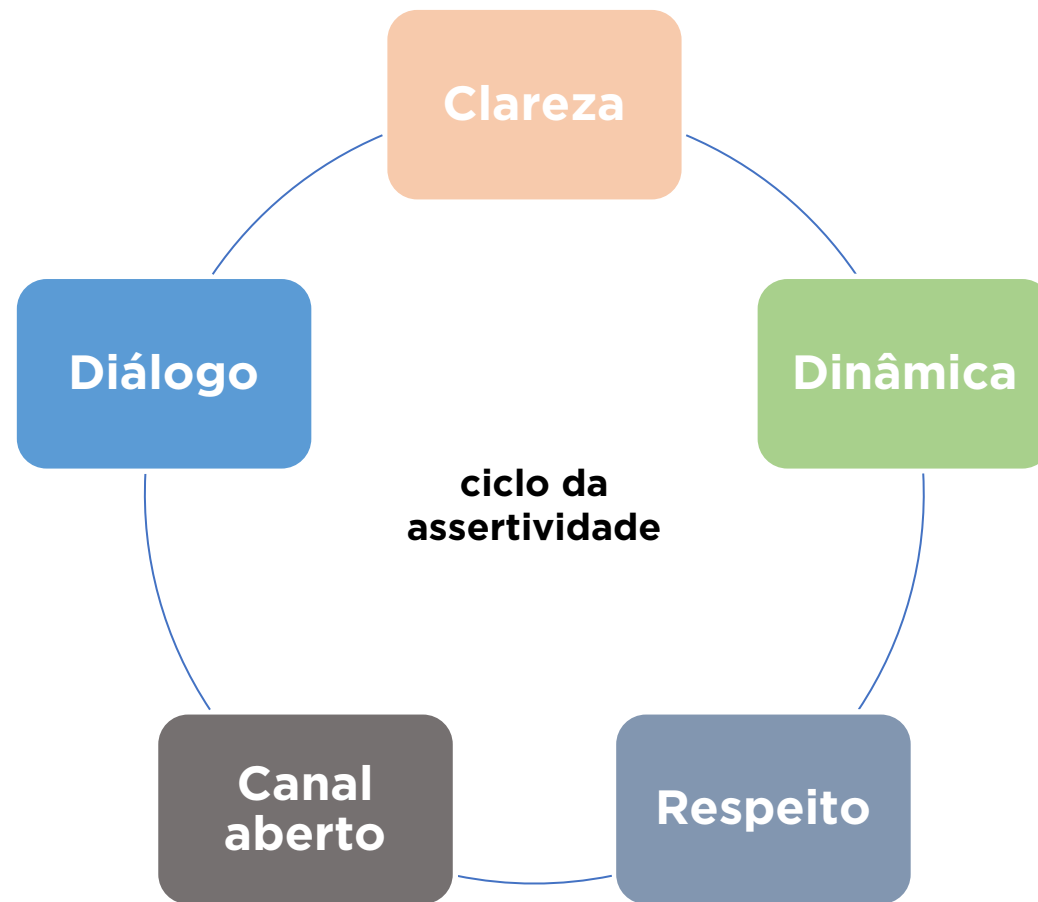 Clareza
Diálogo
Dinâmica
ciclo da
assertividade
Canal
aberto
Respeito